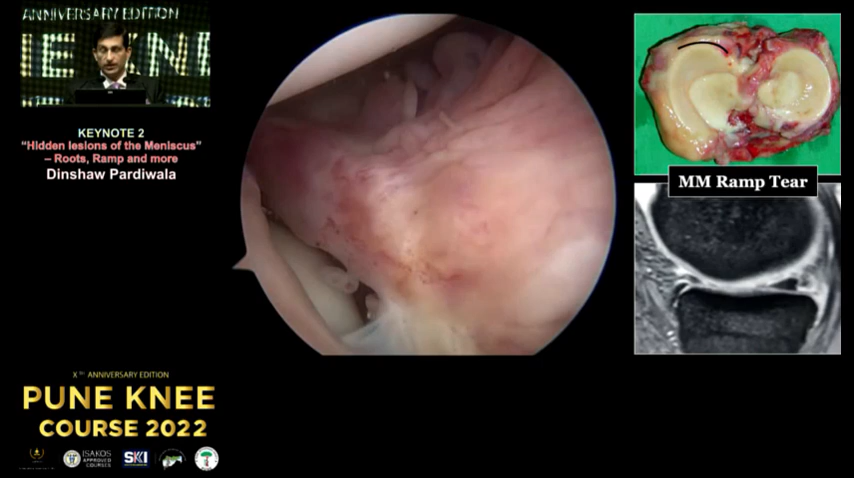 ANNIVERSARY EDITION
KEYNOTE 2
“Hidden lesions of the Meniscus”
– Roots, Ramp and more
Dinshaw Pardiwala
MM Ramp Tear
X TH ANNIVERSARY EDITION
PUNE KNEE
COURSE 2022
ISAKOS
APPROVED
COURSES
SKI